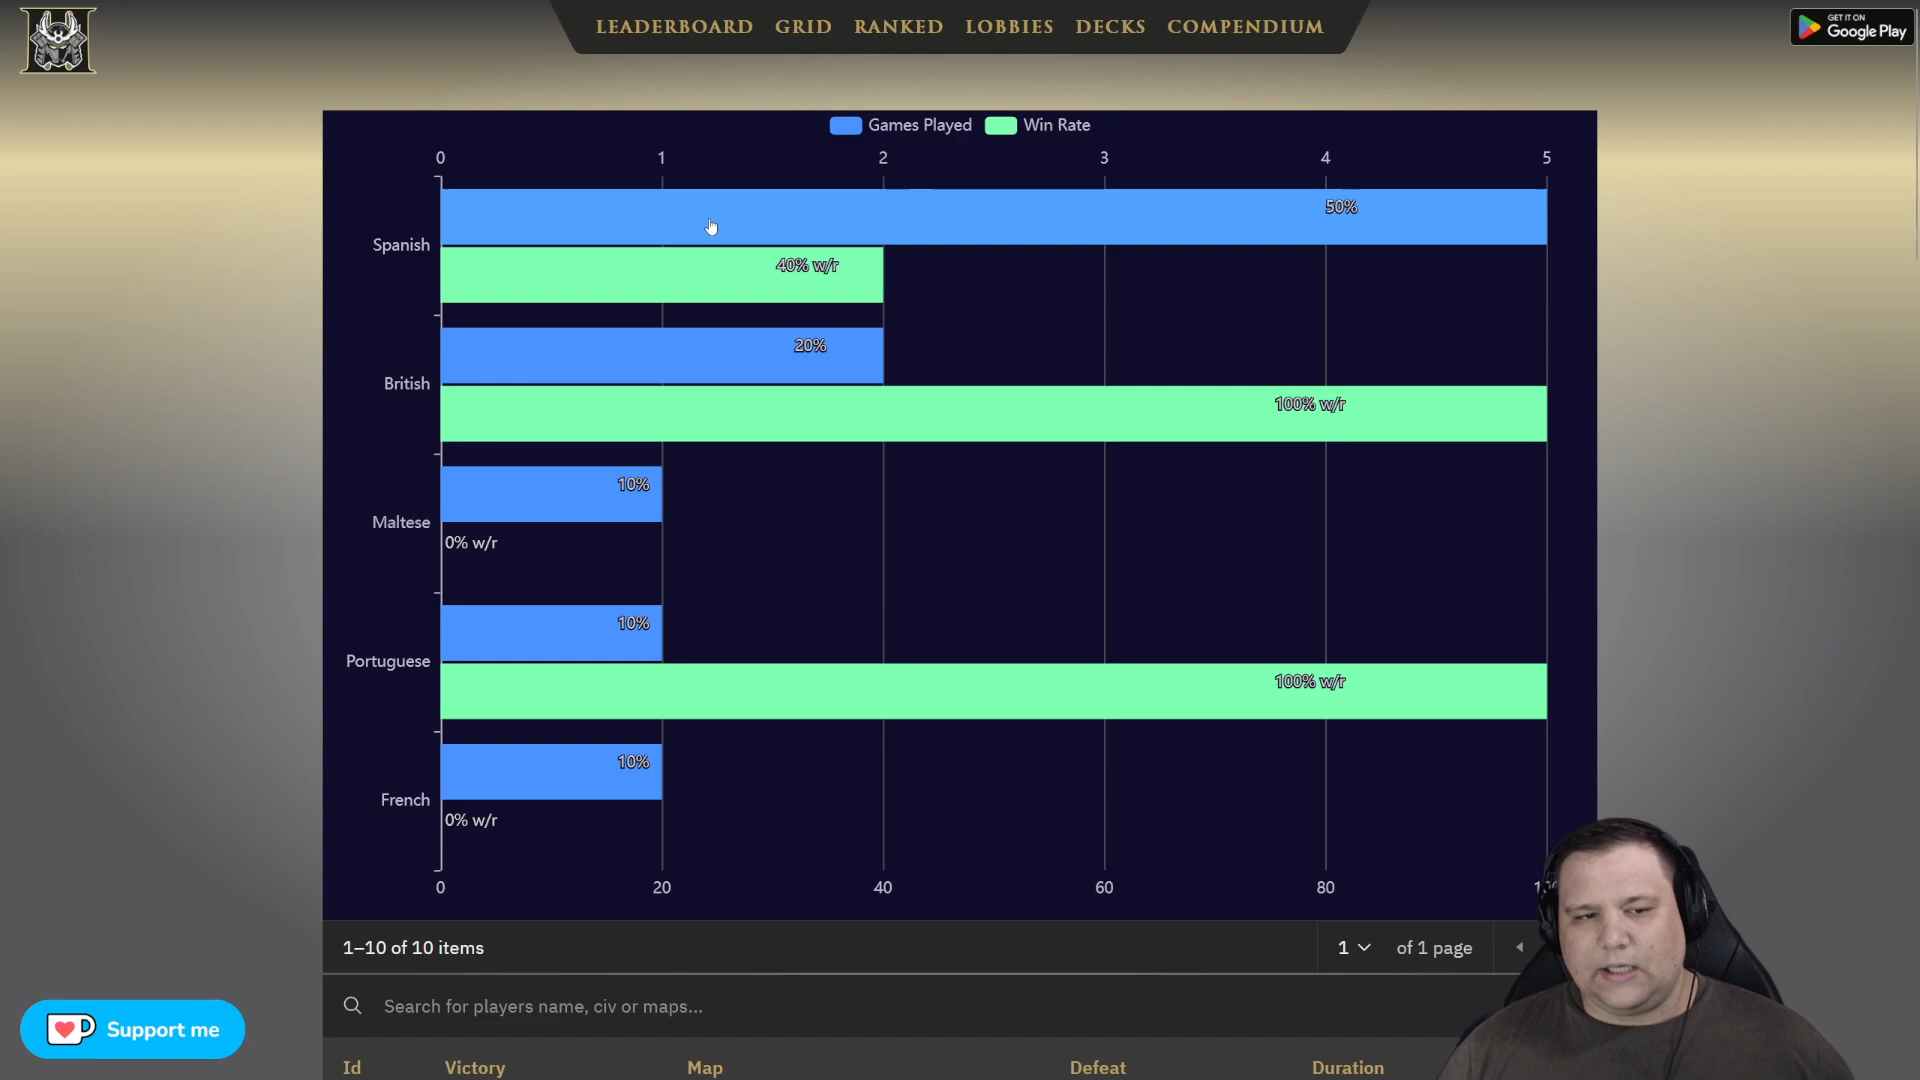 LEADERBOARD GRID RANKED LOBBIES DECKS COMPENDIUM
GET IT ON
Google Play
Games Played Win Rate
0 1 2 3 4 5
50%
Spanish
40% w/r
20%
British
100% w/r
10%
Maltese
0% w/r
10%
Portuguese
100% w/r
10%
French
0% w/r
0 20 40 60 80
1–10 of 10 items
1 of 1 page
Search for players name, civ or maps...
Support me
Id Victory Map Defeat Duration